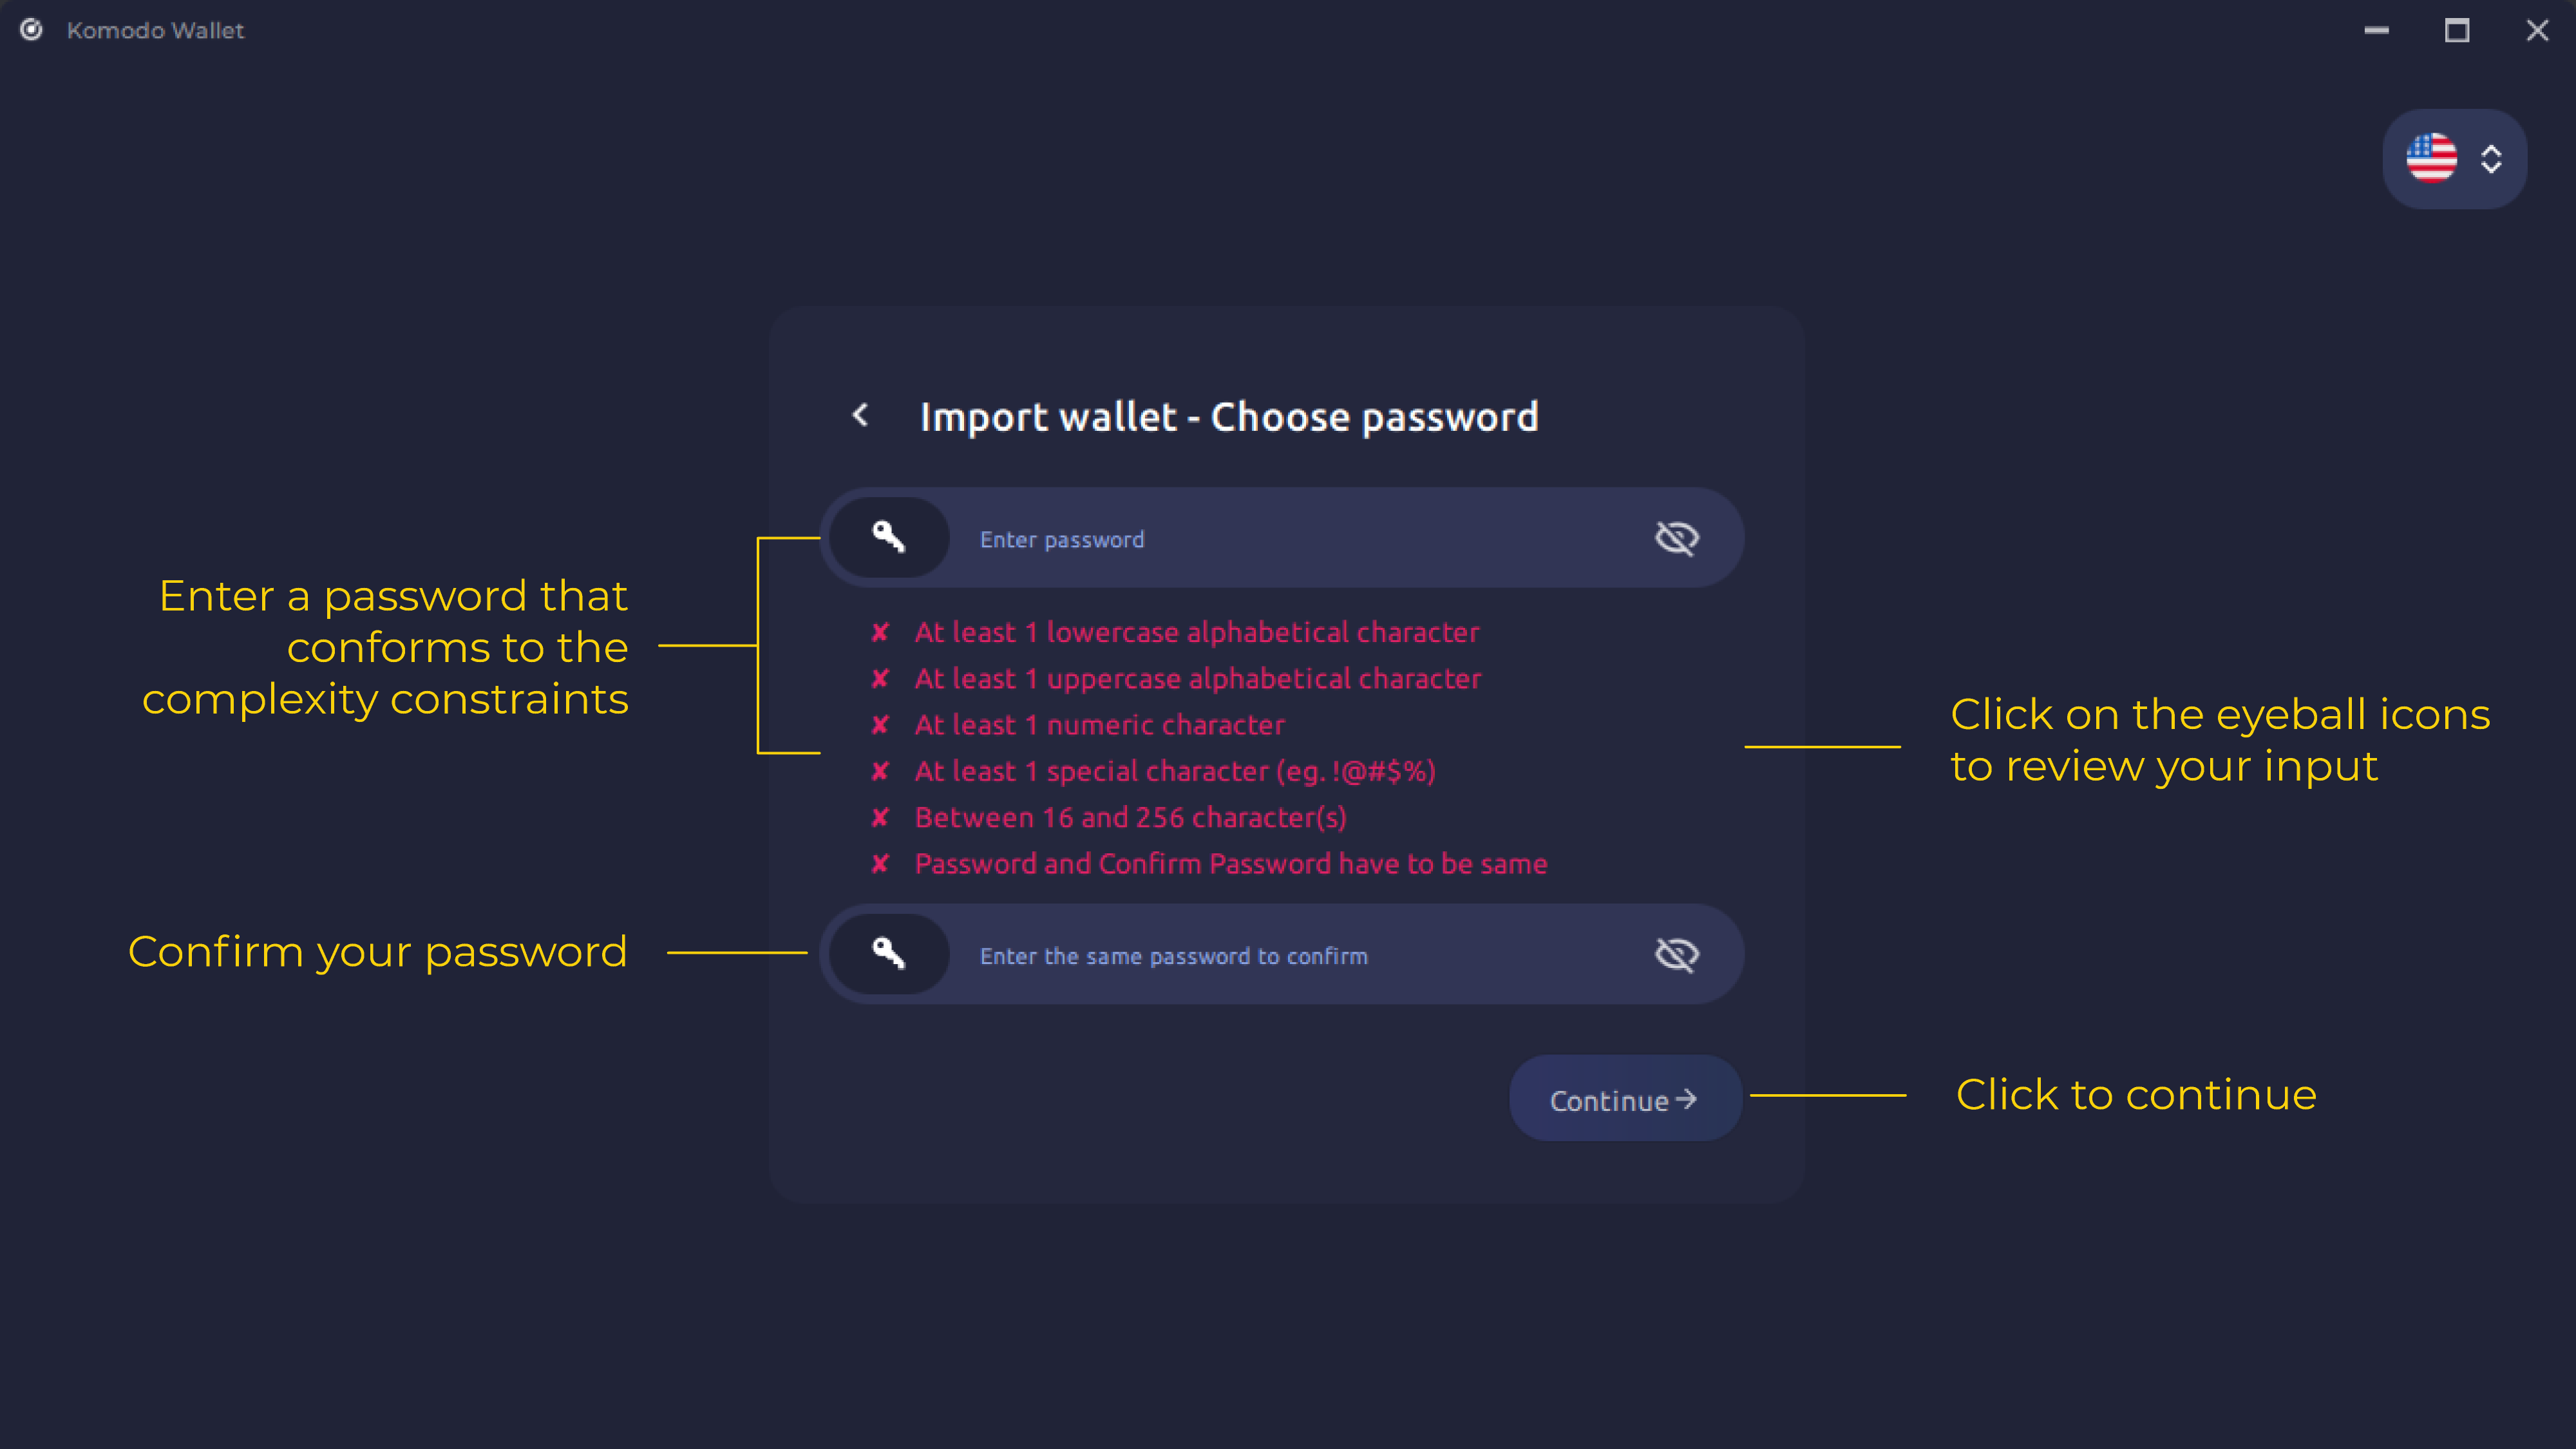 Komodo Wallet
Import wallet - Choose password
Enter password
Enter a password that
conforms to the
complexity constraints
✘ At least 1 lowercase alphabetical character
✘ At least 1 uppercase alphabetical character
✘ At least 1 numeric character
✘ At least 1 special character (eg. !@#$%)
✘ Between 16 and 256 character(s)
✘ Password and Confirm Password have to be same
Click on the eyeball icons
to review your input
Confirm your password
Enter the same password to confirm
Continue→
Click to continue